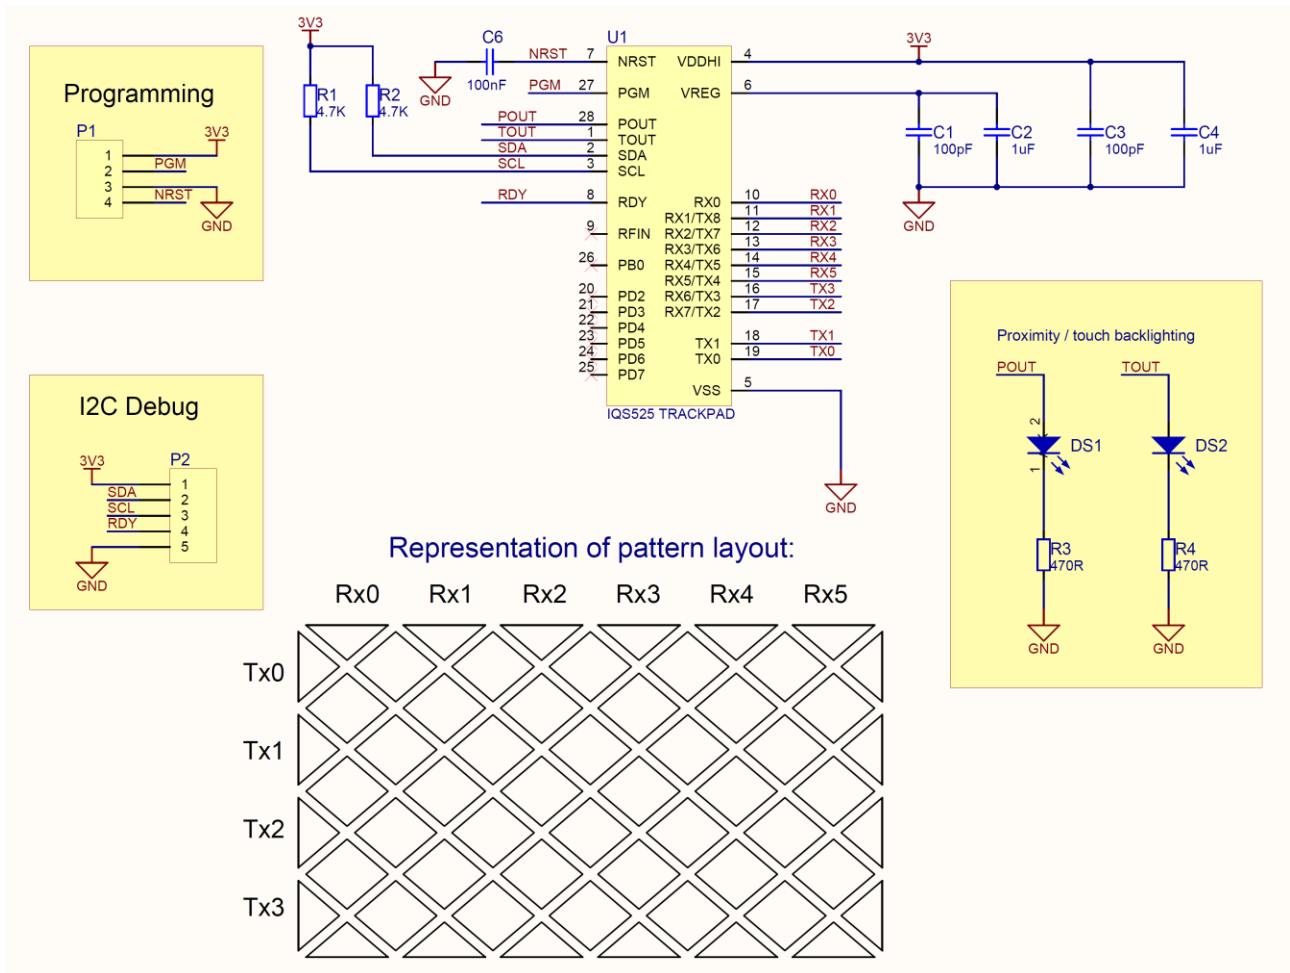 3V3
R1
4.7K
R2
4.7K
C6
100nF
GND
U1
NRST 7 NRST
PGM 27 PGM
POUT 28 POUT
TOUT 1 TOUT
SDA 2 SDA
SCL 3 SCL
RDY 8 RDY
9 RFIN
26 PB0
20 PD2
21 PD3
22 PD4
23 PD5
24 PD6
25 PD7
VDDHI 4
VREG 6
RX0 10 RX0
RX1/TX8 11 RX1
RX2/TX7 12 RX2
RX3/TX6 13 RX3
RX4/TX5 14 RX4
RX5/TX4 15 RX5
RX6/TX3 16 TX3
RX7/TX2 17 TX2
TX1 18 TX1
TX0 19 TX0
VSS 5
IQS525 TRACKPAD
GND
3V3
C1
100pF
C2
1uF
C3
100pF
C4
1uF
GND
Programming
P1
3V3
1
2 PGM
3
4 NRST
GND
I2C Debug
3V3
P2
1
SDA 2
SCL 3
RDY 4
5
GND
Proximity / touch backlighting
POUT
TOUT
2
DS1
1
DS2
R3
470R
R4
470R
GND
GND
Representation of pattern layout:
Rx0 Rx1 Rx2 Rx3 Rx4 Rx5
Tx0
Tx1
Tx2
Tx3